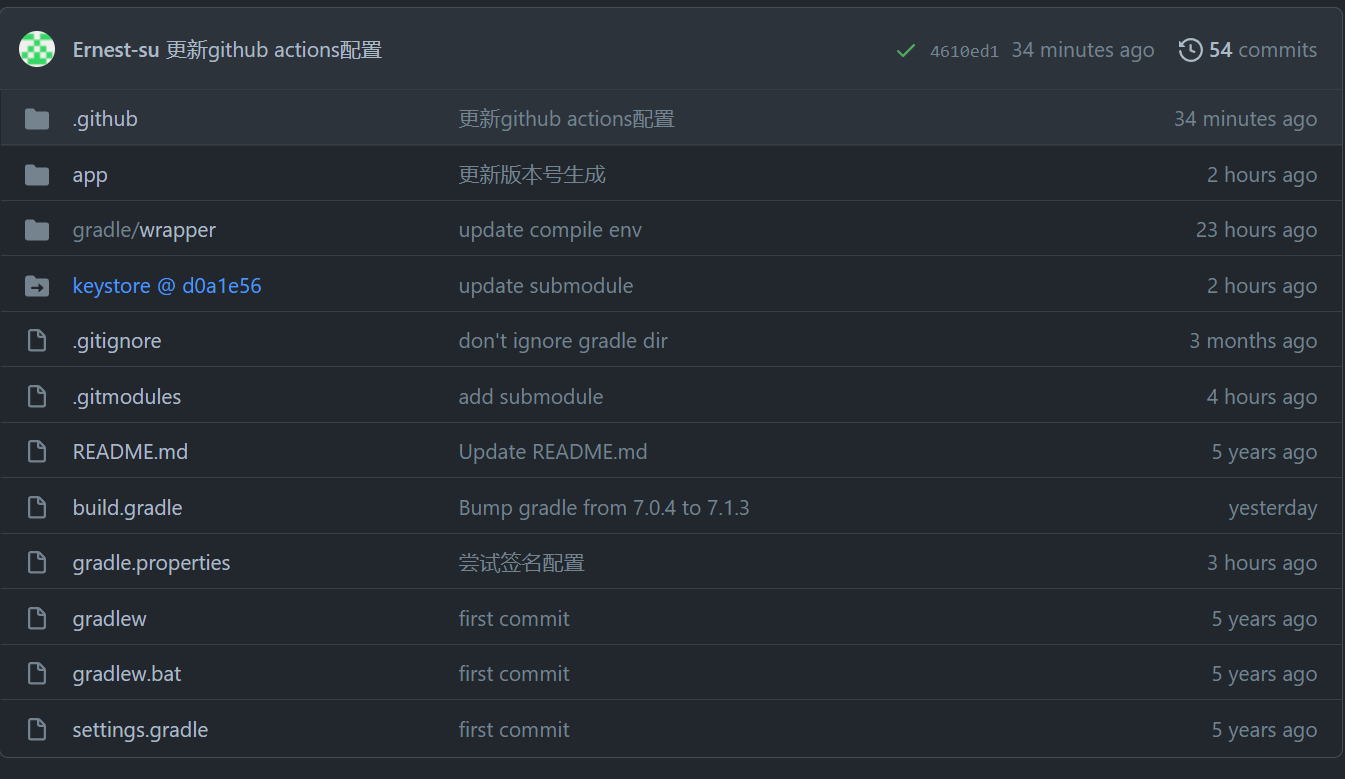 Ernest-su 更新github actions配置 4610ed1 34 minutes ago 54 commits
.github 更新github actions配置 34 minutes ago
app 更新版本号生成 2 hours ago
gradle/wrapper update compile env 23 hours ago
keystore @ d0a1e56 update submodule 2 hours ago
.gitignore don't ignore gradle dir 3 months ago
.gitmodules add submodule 4 hours ago
README.md Update README.md 5 years ago
build.gradle Bump gradle from 7.0.4 to 7.1.3 yesterday
gradle.properties 尝试签名配置 3 hours ago
gradlew first commit 5 years ago
gradlew.bat first commit 5 years ago
settings.gradle first commit 5 years ago